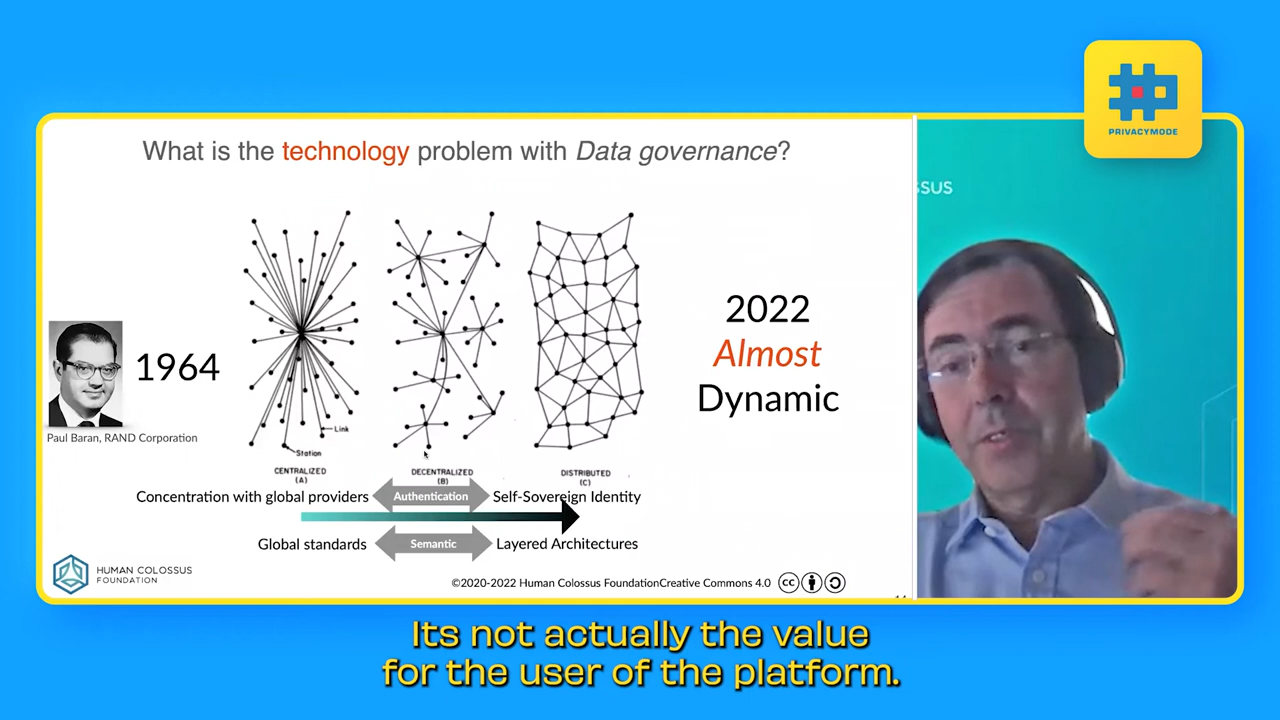 PRIVACYMODE
What is the technology problem with Data governance?
SSUS
1964
Paul Baran, RAND Corporation
Link
Station
CENTRALIZED
(A)
DECENTRALIZED
(B)
DISTRIBUTED
(C)
2022
Almost
Dynamic
Concentration with global providers Authentication Self-Sovereign Identity
Global standards Semantic Layered Architectures
HUMAN COLOSSUS
FOUNDATION
©2020-2022 Human Colossus FoundationCreative Commons 4.0
cc
Its not actually the value
for the user of the platform.